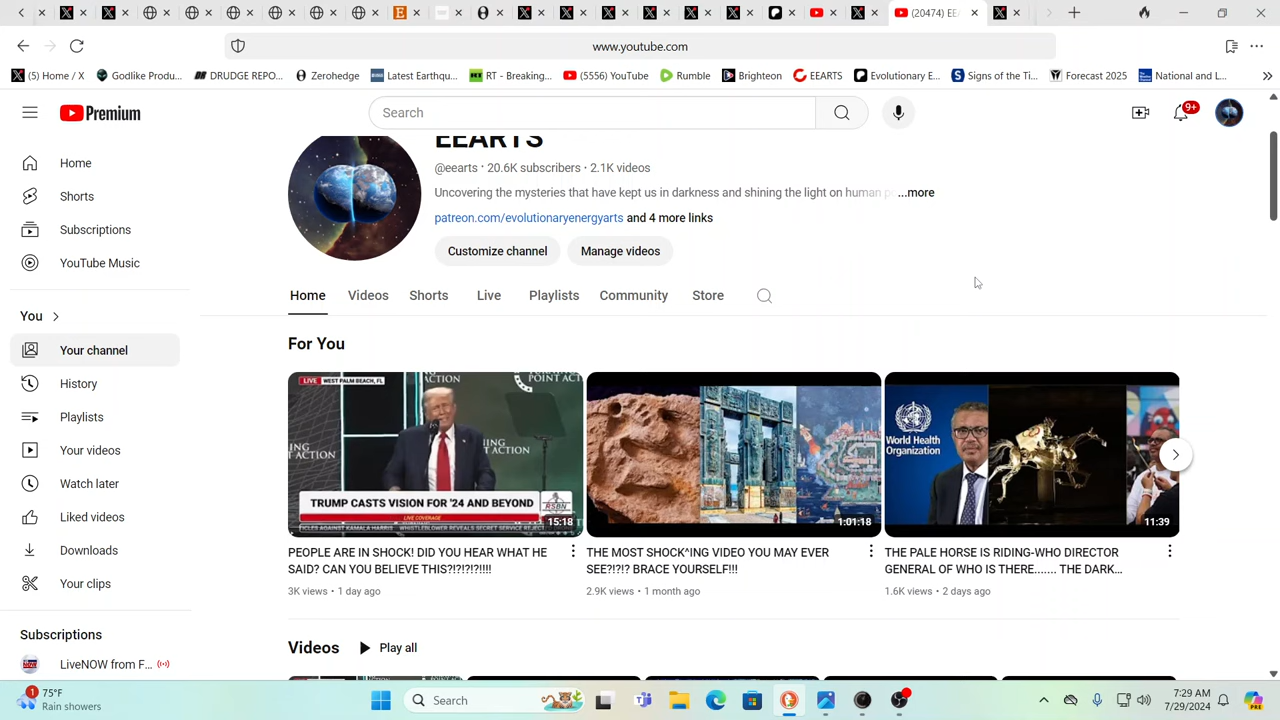 (20474) EE
www.youtube.com
(5) Home / X
Godlike Produ...
DRUDGE REPO...
Zerohedge
Latest Earthqu...
RT - Breaking...
(5556) YouTube
Rumble
Brighteon
EEARTS
Evolutionary E...
Signs of the Ti...
Forecast 2025
National and L...
Premium
Search
9+
Home
Shorts
Subscriptions
YouTube Music
You
Your channel
History
Playlists
Your videos
Watch later
Liked videos
Downloads
Your clips
Subscriptions
LiveNOW from F...
EEARTS
@eearts · 20.6K subscribers · 2.1K videos
Uncovering the mysteries that have kept us in darkness and shining the light on human p ...more
patreon.com/evolutionaryenergyarts and 4 more links
Customize channel
Manage videos
Home
Videos
Shorts
Live
Playlists
Community
Store
For You
LIVE WEST PALM BEACH, FL
ACTION
POINT ACT
TRUMP CASTS VISION FOR '24 AND BEYOND
LIVE COVERAGE
RSBN
15:18
1:01:18
World Health
Organization
11:39
PEOPLE ARE IN SHOCK! DID YOU HEAR WHAT HE
SAID? CAN YOU BELIEVE THIS?!?!?!?!!!!
3K views · 1 day ago
THE MOST SHOCK^ING VIDEO YOU MAY EVER
SEE?!?!? BRACE YOURSELF!!!
2.9K views · 1 month ago
THE PALE HORSE IS RIDING-WHO DIRECTOR
GENERAL OF WHO IS THERE....... THE DARK...
1.6K views · 2 days ago
Videos
Play all
1
75°F
Rain showers
Search
7:29 AM
7/29/2024